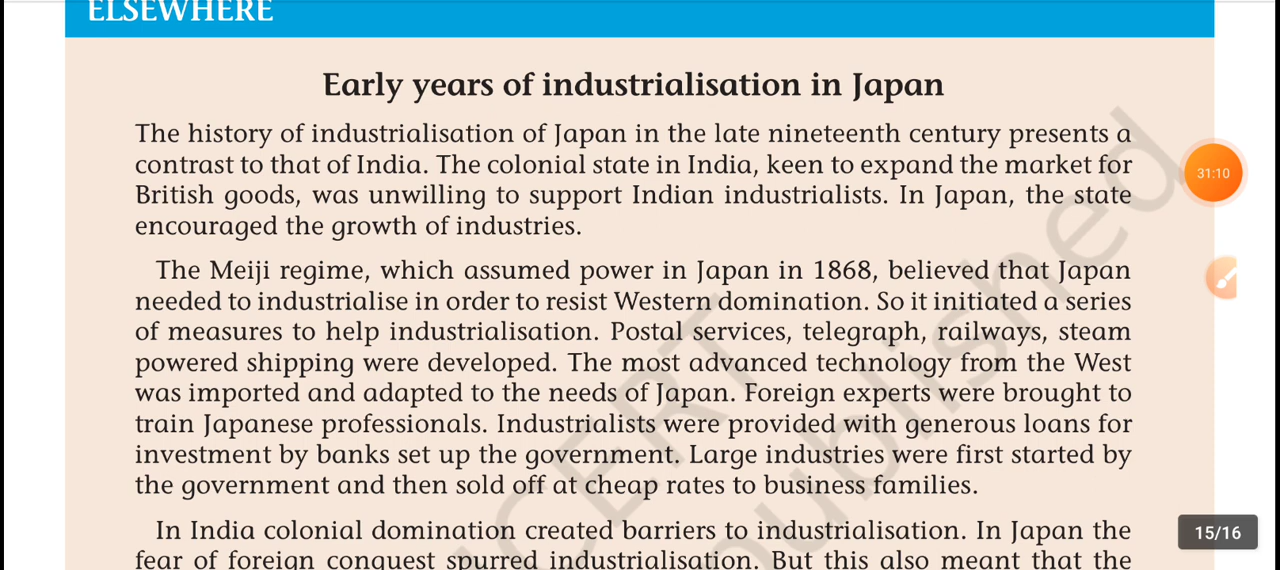 ELSEWHERE
Early years of industrialisation in Japan
The history of industrialisation of Japan in the late nineteenth century presents a
contrast to that of India. The colonial state in India, keen to expand the market for
British goods, was unwilling to support Indian industrialists. In Japan, the state
encouraged the growth of industries.
The Meiji regime, which assumed power in Japan in 1868, believed that Japan
needed to industrialise in order to resist Western domination. So it initiated a series
of measures to help industrialisation. Postal services, telegraph, railways, steam
powered shipping were developed. The most advanced technology from the West
was imported and adapted to the needs of Japan. Foreign experts were brought to
train Japanese professionals. Industrialists were provided with generous loans for
investment by banks set up the government. Large industries were first started by
the government and then sold off at cheap rates to business families.
In India colonial domination created barriers to industrialisation. In Japan the
fear of foreign conquest spurred industrialisation. But this also meant that the
31:10
15/16
CERT
published